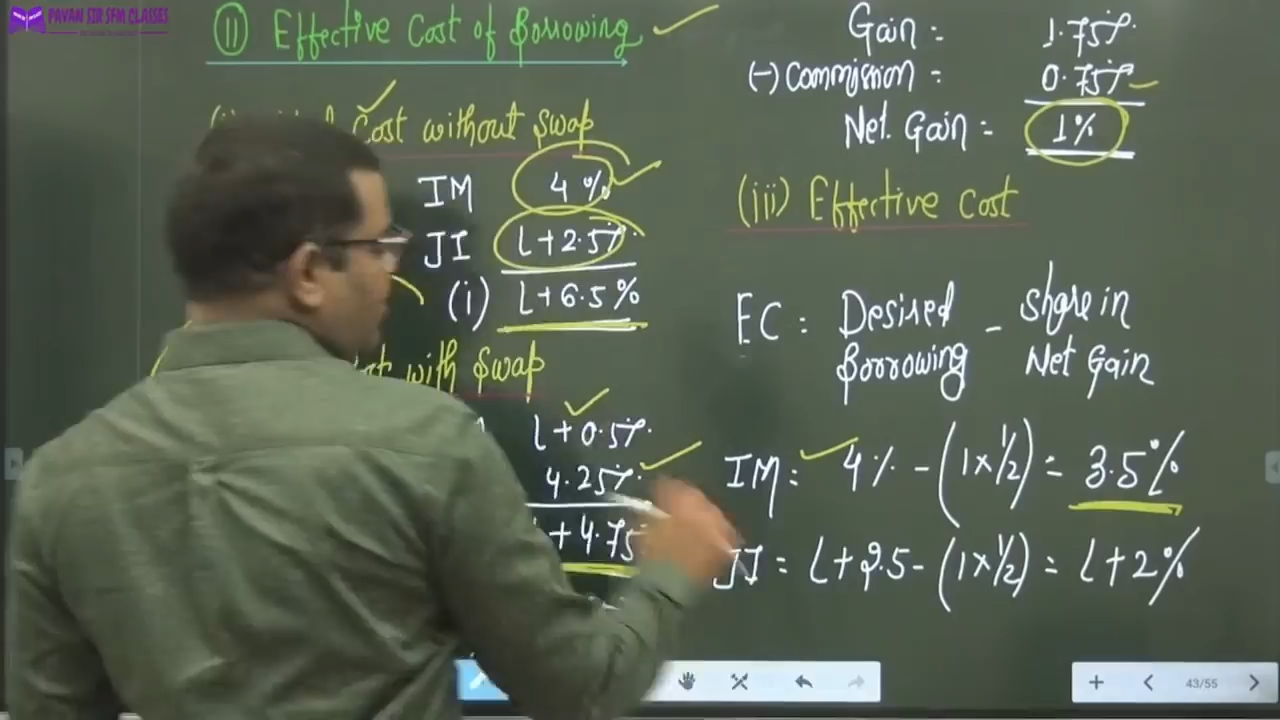 PAVAN SIR SFM CLASSES
(II) Effective Cost of Borrowing
Cost without Swap
IM 4%
JI L+2.5%
(i) L+6.5%
with Swap
L+0.5%
4.25%
+ 4.75
Gain = 1.75%
(-) Commission = 0.75%
Net. Gain = 1%
(iii) Effective Cost
EC = Desired Borrowing - Share in Net Gain
IM = 4% - (1×1/2) = 3.5%
JI = L+2.5 - (1×1/2) = L+2%
43/55